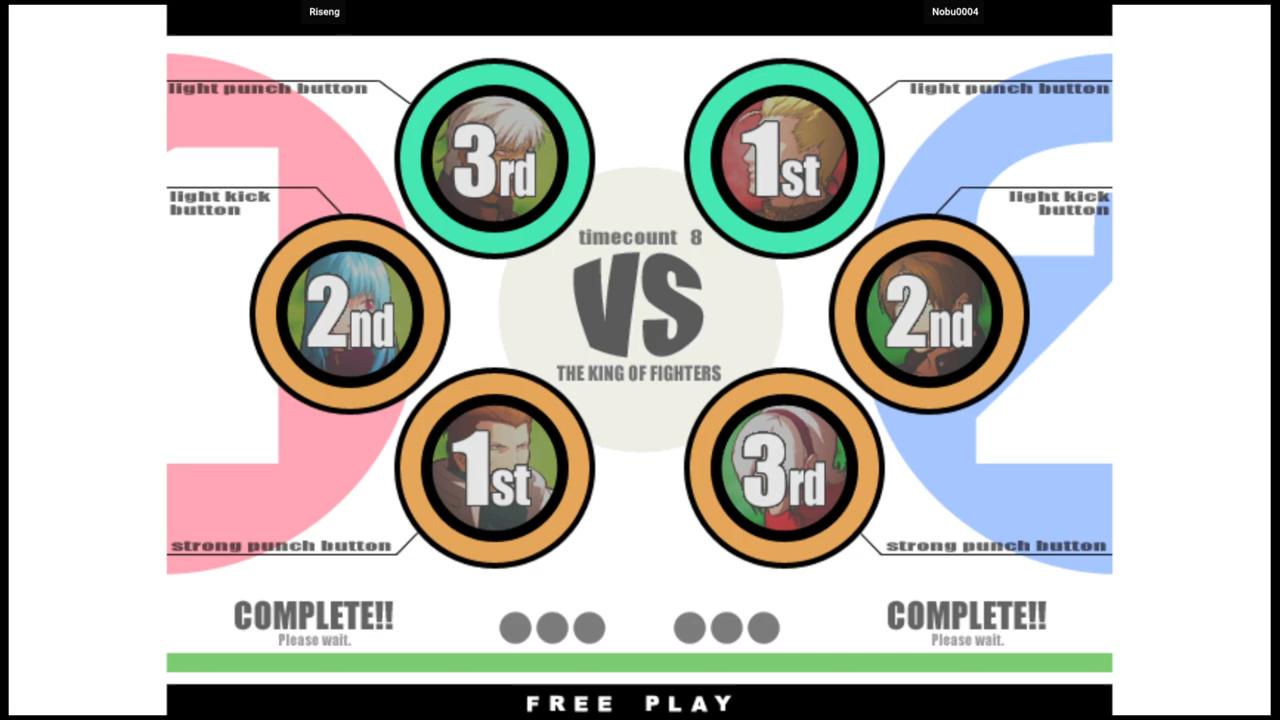 Riseng
Nobu0004
light punch button
light punch button
3rd
1st
light kick
button
light kick
button
timecount 8
VS
THE KING OF FIGHTERS
2nd
2nd
1st
3rd
strong punch button
strong punch button
COMPLETE!!
Please wait.
COMPLETE!!
Please wait.
FREE PLAY